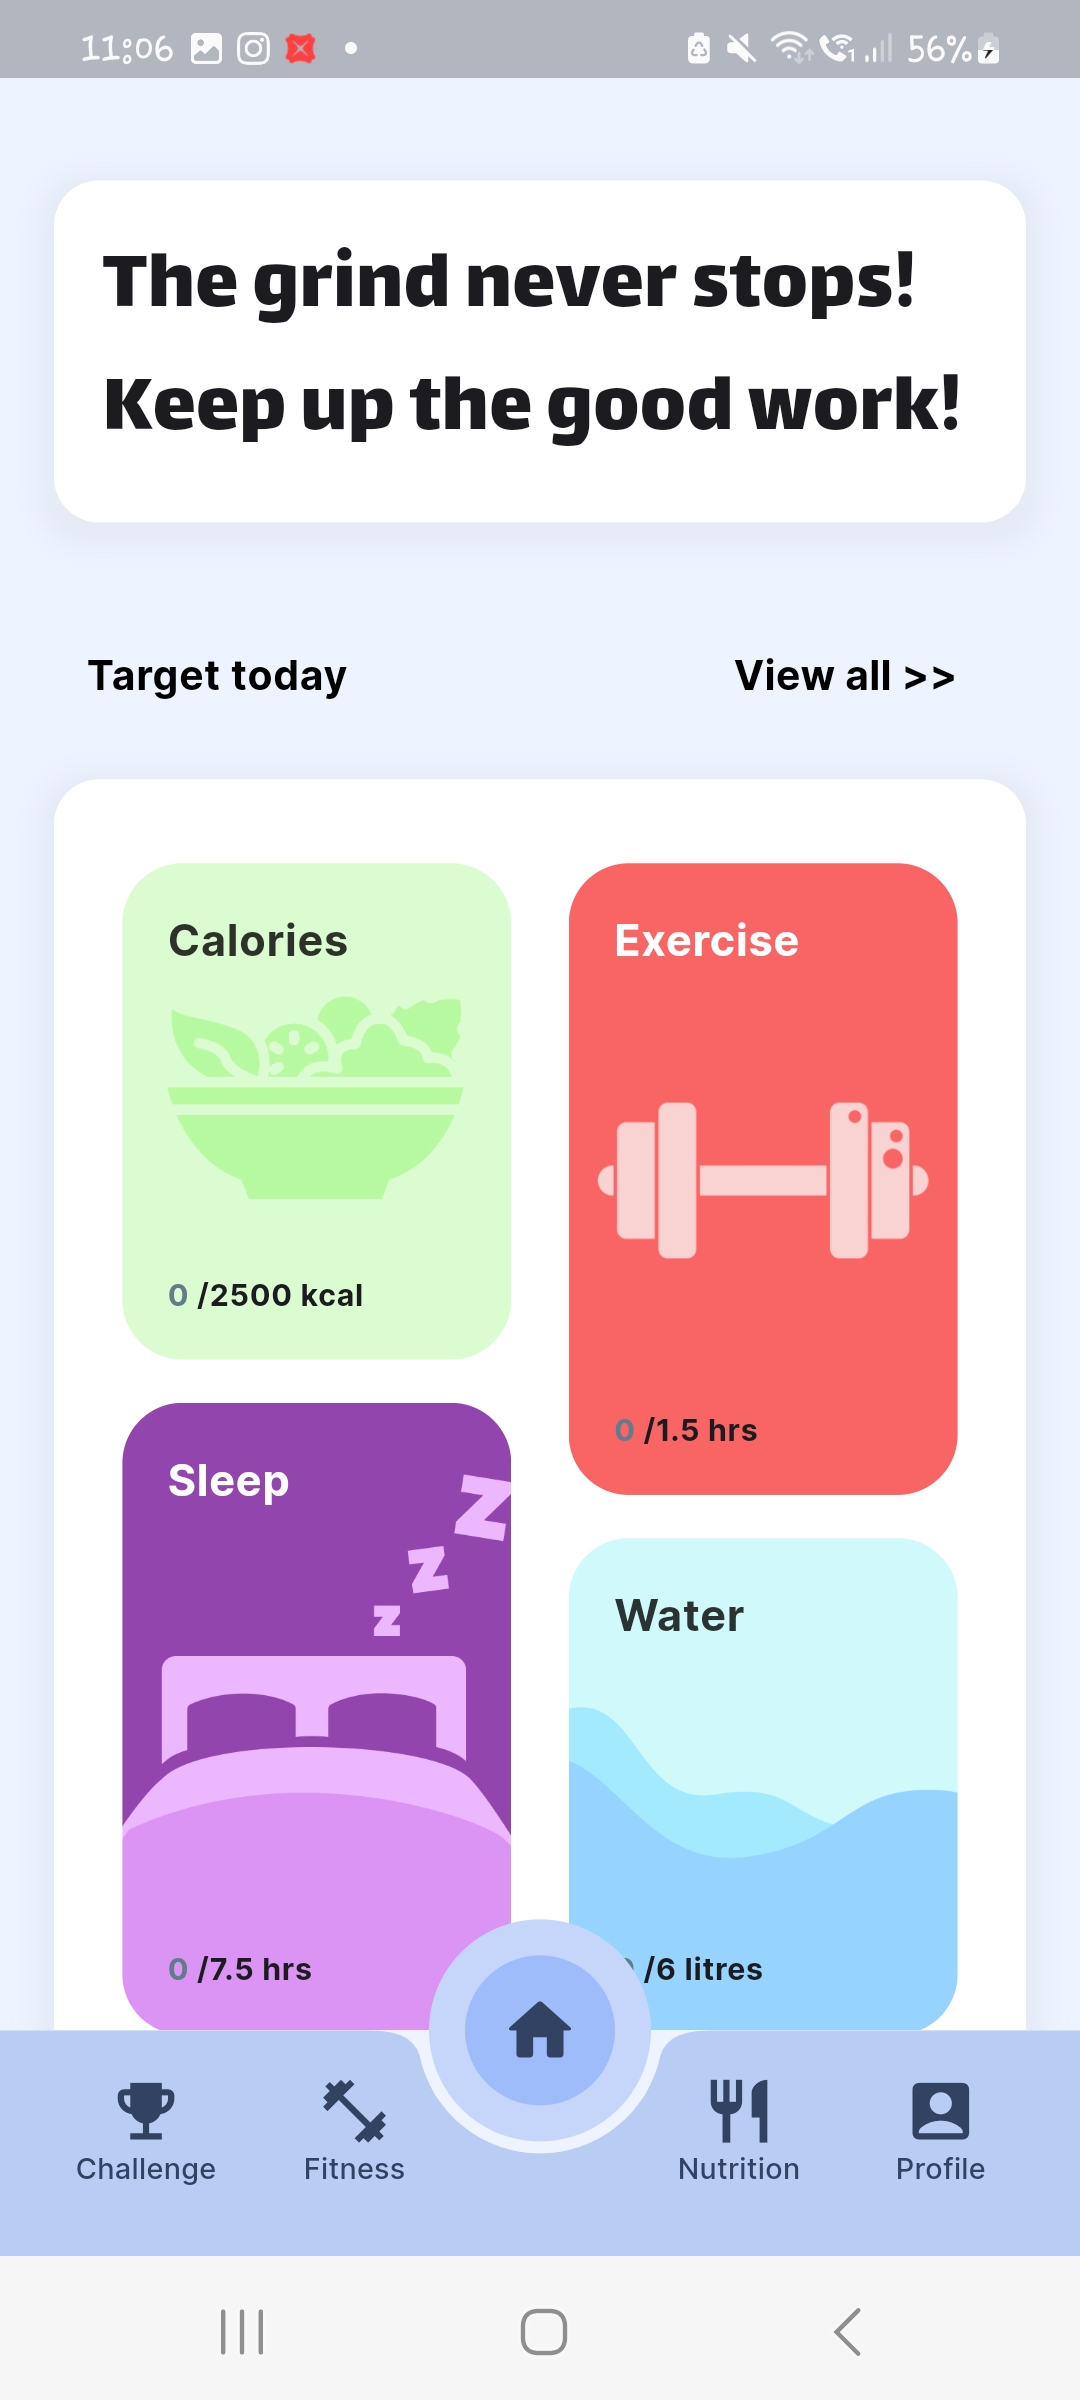 11:06
56%
The grind never stops!
Keep up the good work!
Target today
View all >>
Calories
0 /2500 kcal
Exercise
0 /1.5 hrs
Sleep
z
z
z
0 /7.5 hrs
Water
/6 litres
Challenge
Fitness
Nutrition
Profile